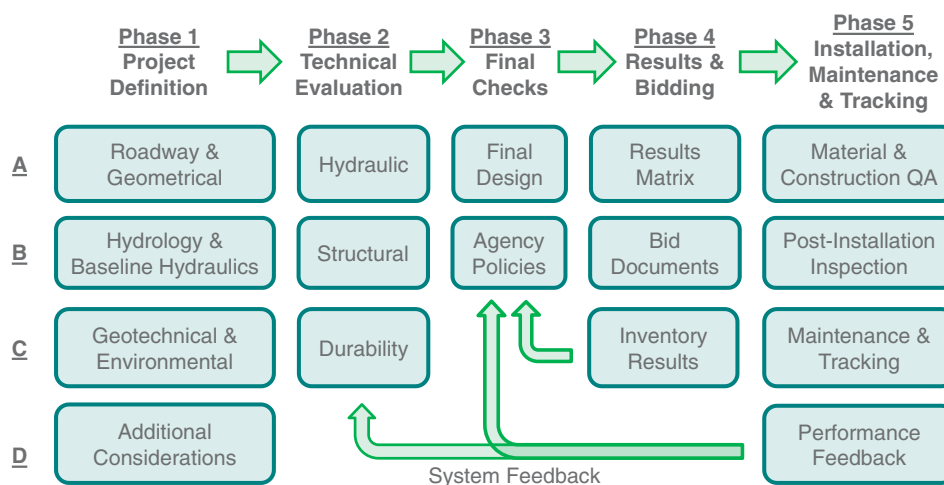 Phase 1
Project
Definition
Phase 2
Technical
Evaluation
Phase 3
Final
Checks
Phase 4
Results &
Bidding
Phase 5
Installation,
Maintenance
& Tracking
A
Roadway &
Geometrical
Hydraulic
Final
Design
Results
Matrix
Material &
Construction QA
B
Hydrology &
Baseline Hydraulics
Structural
Agency
Policies
Bid
Documents
Post-Installation
Inspection
C
Geotechnical &
Environmental
Durability
Inventory
Results
Maintenance &
Tracking
D
Additional
Considerations
System Feedback
Performance
Feedback